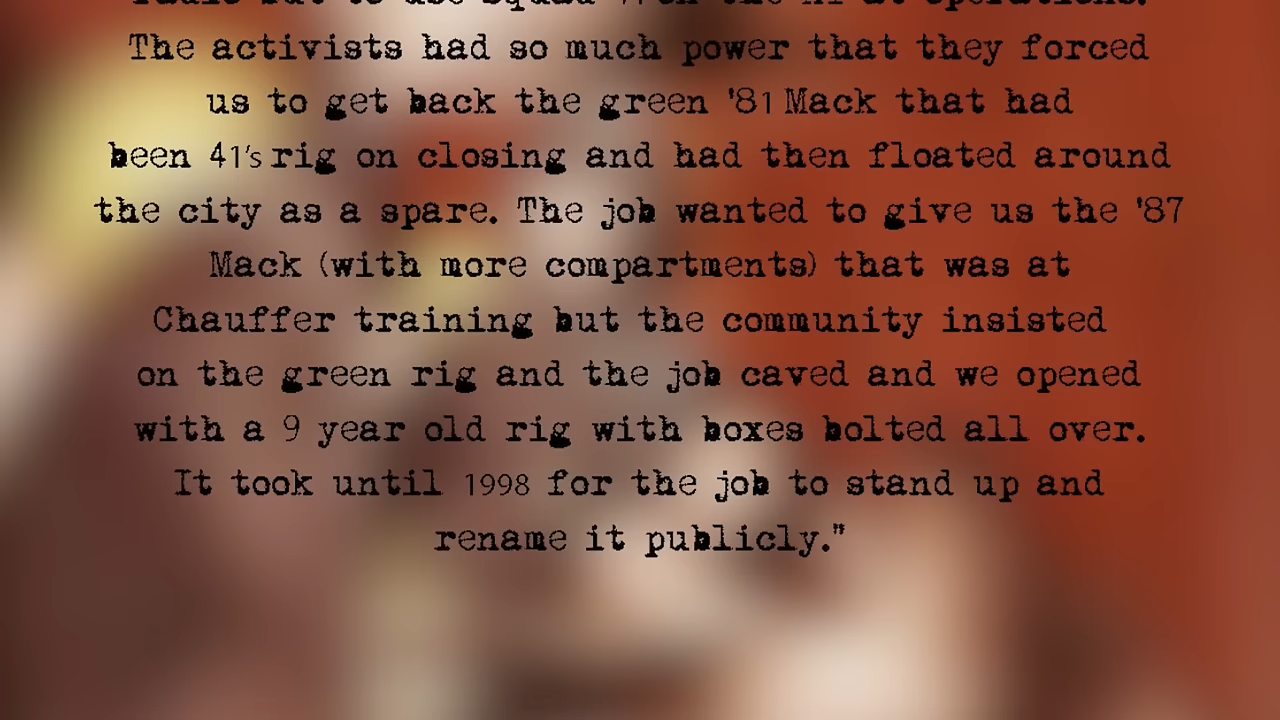 The activists had so much power that they forced
us to get back the green '81 Mack that had
been 41's rig on closing and had then floated around
the city as a spare. The job wanted to give us the '87
Mack (with more compartments) that was at
Chauffer training but the community insisted
on the green rig and the job caved and we opened
with a 9 year old rig with boxes bolted all over.
It took until 1998 for the job to stand up and
rename it publicly."